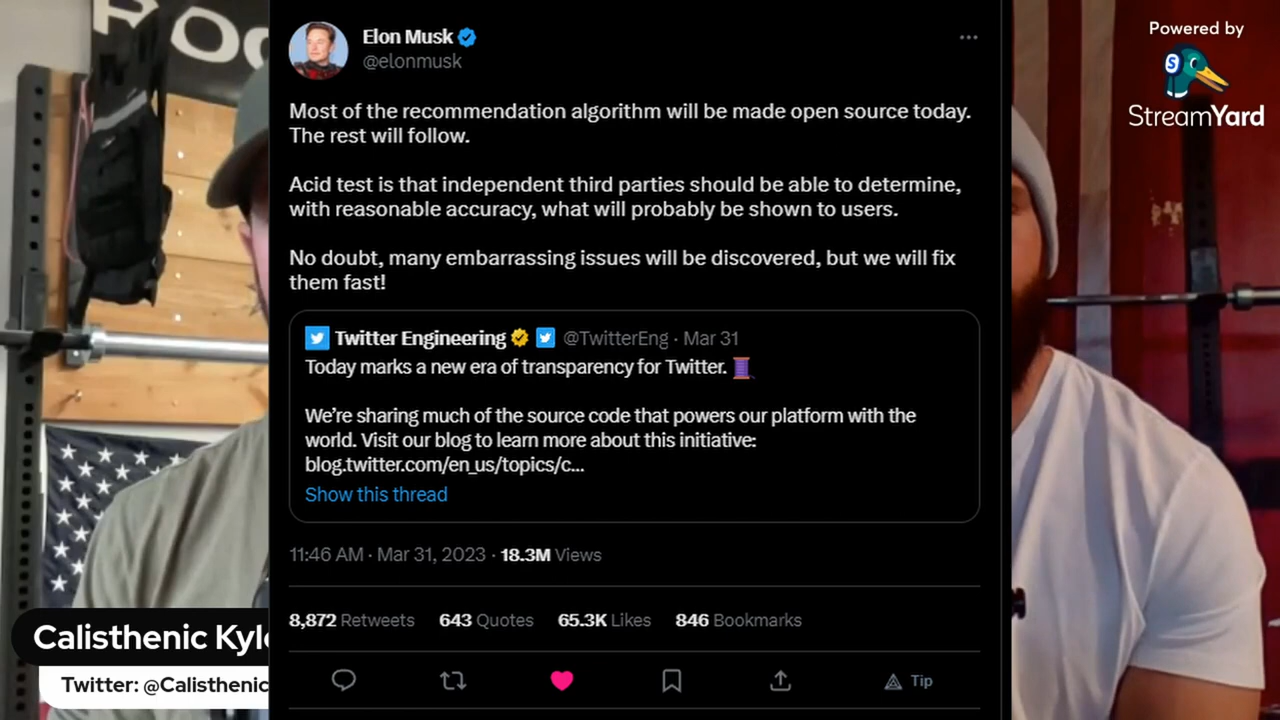 Powered by
S
StreamYard
Elon Musk
@elonmusk
Most of the recommendation algorithm will be made open source today.
The rest will follow.
Acid test is that independent third parties should be able to determine,
with reasonable accuracy, what will probably be shown to users.
No doubt, many embarrassing issues will be discovered, but we will fix
them fast!
Twitter Engineering @TwitterEng · Mar 31
Today marks a new era of transparency for Twitter.
We’re sharing much of the source code that powers our platform with the
world. Visit our blog to learn more about this initiative:
blog.twitter.com/en_us/topics/c...
Show this thread
11:46 AM · Mar 31, 2023 · 18.3M Views
8,872 Retweets 643 Quotes 65.3K Likes 846 Bookmarks
Tip
Calisthenic Kyle
Twitter: @Calisthenic